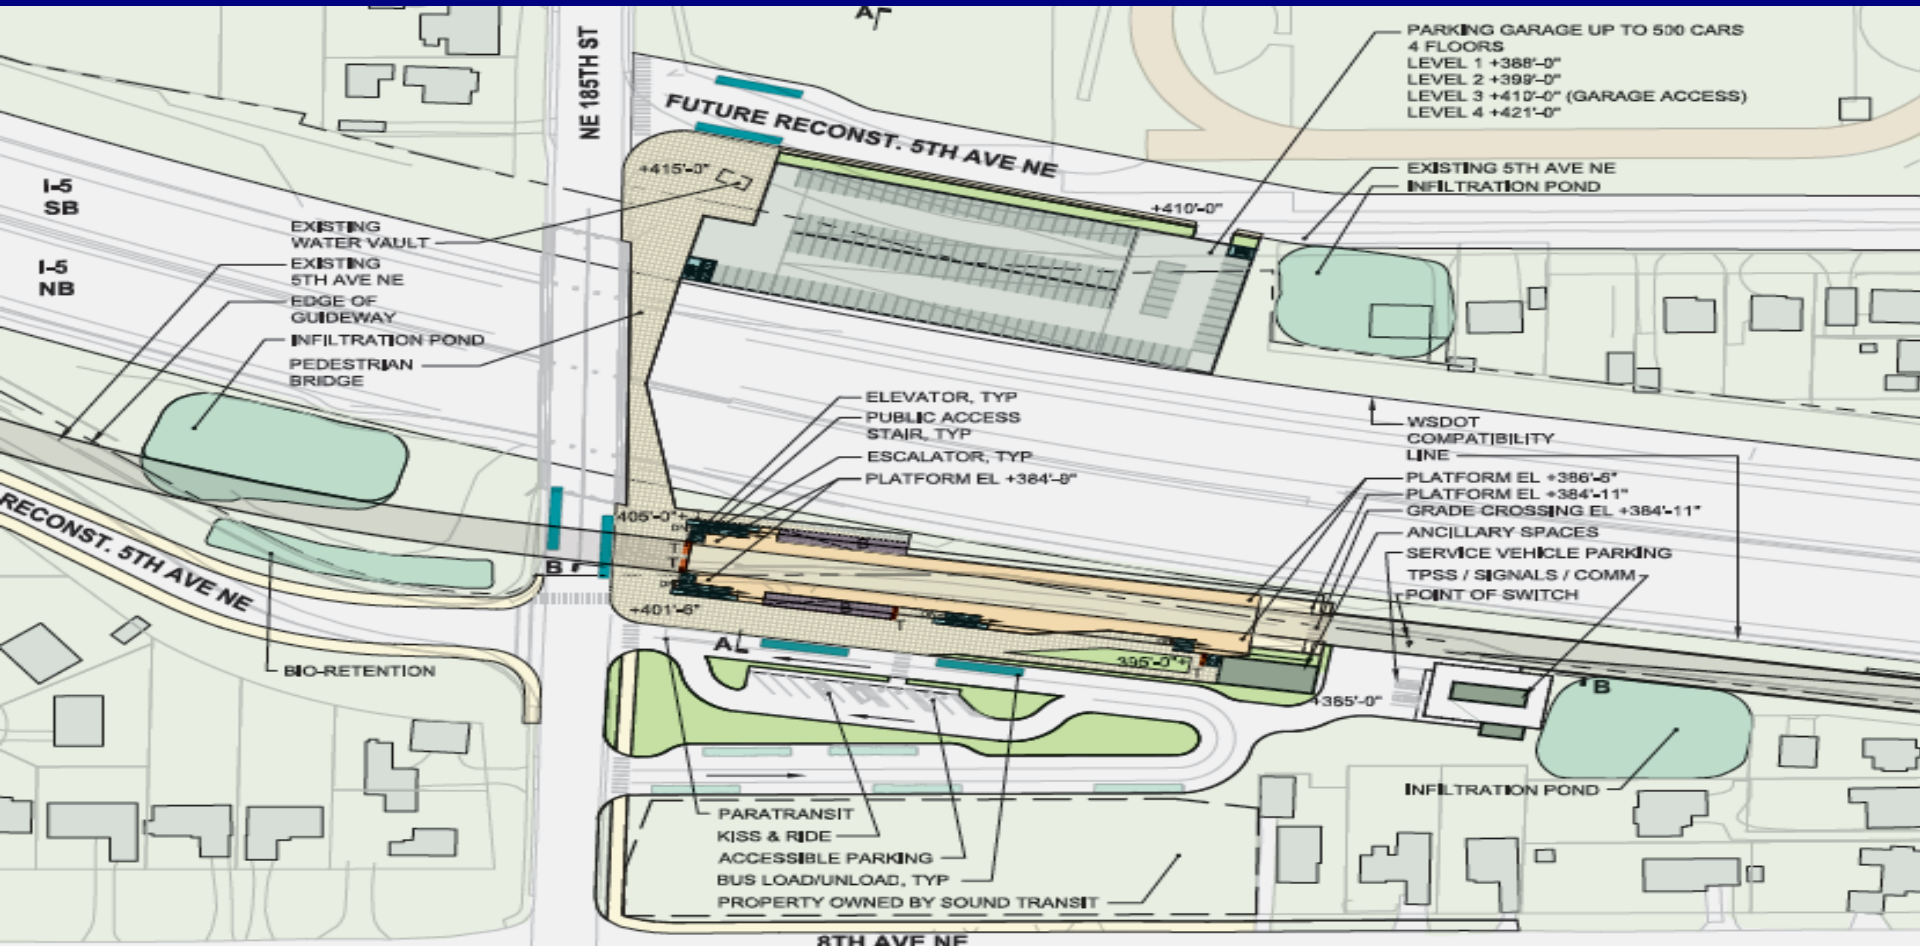 A
NE 185TH ST
PARKING GARAGE UP TO 500 CARS
4 FLOORS
LEVEL 1 +388'-0"
LEVEL 2 +399'-0"
LEVEL 3 +410'-0" (GARAGE ACCESS)
LEVEL 4 +421'-0"
FUTURE RECONST. 5TH AVE NE
EXISTING 5TH AVE NE
INFILTRATION POND
+415'-0"
+410'-0"
I-5
SB
I-5
NB
EXISTING
WATER VAULT
EXISTING
5TH AVE NE
EDGE OF
GUIDEWAY
INFILTRATION POND
PEDESTRIAN
BRIDGE
ELEVATOR, TYP
PUBLIC ACCESS
STAIR, TYP
ESCALATOR, TYP
PLATFORM EL +384'-8"
WSDOT
COMPATIBILITY
LINE
PLATFORM EL +386'-6"
PLATFORM EL +384'-11"
GRADE CROSSING EL +384'-11"
ANCILLARY SPACES
SERVICE VEHICLE PARKING
TPSS / SIGNALS / COMM
POINT OF SWITCH
405'-0"+
DN
T
T
B
B
B
T
+401'-6"
A
395'-0"+
T
+385'-0"
B
RECONST. 5TH AVE NE
BIO-RETENTION
INFILTRATION POND
PARATRANSIT
KISS & RIDE
ACCESSIBLE PARKING
BUS LOAD/UNLOAD, TYP
PROPERTY OWNED BY SOUND TRANSIT
8TH AVE NE